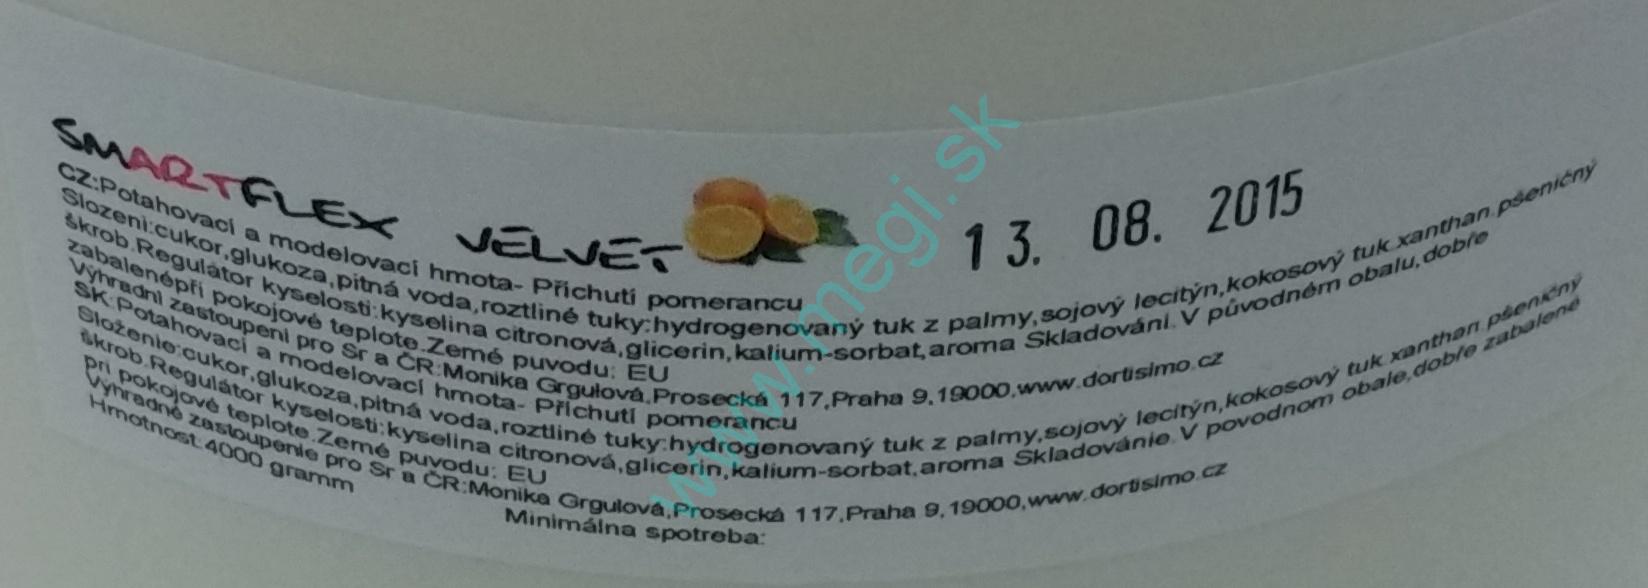 SMARTFLEX VELVET
13. 08. 2015
CZ:Potahovací a modelovací hmota- Příchutí pomerancu
Slozeni:cukor,glukoza,pitná voda,roztliné tuky:hydrogenovaný tuk z palmy,sojový lecitýn,kokosový tuk.xanthan.pšeničný
škrob.Regulátor kyselosti:kyselina citronová,glicerin,kalium-sorbat,aroma Skladování.V původném obalu,dobře
zabalenépři pokojové teplote.Zemé puvodu: EU
Výhradní zastoupeni pro Sr a ČR:Monika Grgulová,Prosecká 117,Praha 9,19000,www.dortisimo.cz
SK:Potahovací a modelovací hmota- Příchutí pomerancu
Složenie:cukor,glukoza,pitná voda,roztliné tuky:hydrogenovaný tuk z palmy,sojový lecitýn,kokosový tuk xanthan.pšeničný
škrob.Regulátor kyselosti:kyselina citronová,glicerin,kalium-sorbat,aroma Skladovánie.V povodnom obale,dobře zabalené
pri pokojové teplote.Zemé puvodu: EU
Výhradné zastoupenie pro Sr a ČR:Monika Grgulová,Prosecká 117,Praha 9,19000,www.dortisimo.cz
Hmotnost:4000 gramm
Minimálna spotreba:
www.megi.sk